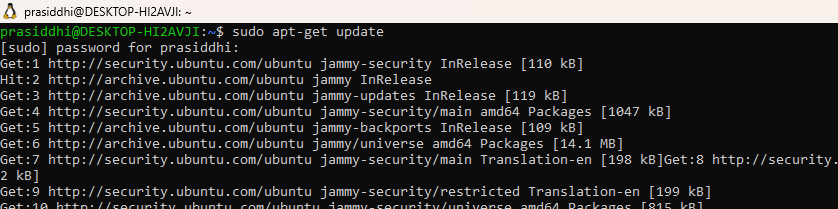 prasiddhi@DESKTOP-HI2AVJI: ~
prasiddhi@DESKTOP-HI2AVJI:~$ sudo apt-get update
[sudo] password for prasiddhi:
Get:1 http://security.ubuntu.com/ubuntu jammy-security InRelease [110 kB]
Hit:2 http://archive.ubuntu.com/ubuntu jammy InRelease
Get:3 http://archive.ubuntu.com/ubuntu jammy-updates InRelease [119 kB]
Get:4 http://security.ubuntu.com/ubuntu jammy-security/main amd64 Packages [1047 kB]
Get:5 http://archive.ubuntu.com/ubuntu jammy-backports InRelease [109 kB]
Get:6 http://archive.ubuntu.com/ubuntu jammy/universe amd64 Packages [14.1 MB]
Get:7 http://security.ubuntu.com/ubuntu jammy-security/main Translation-en [198 kB]Get:8 http://security.
2 kB]
Get:9 http://security.ubuntu.com/ubuntu jammy-security/restricted Translation-en [199 kB]
Get:10 http://security.ubuntu.com/ubuntu jammy-security/universe amd64 Packages [815 kB]